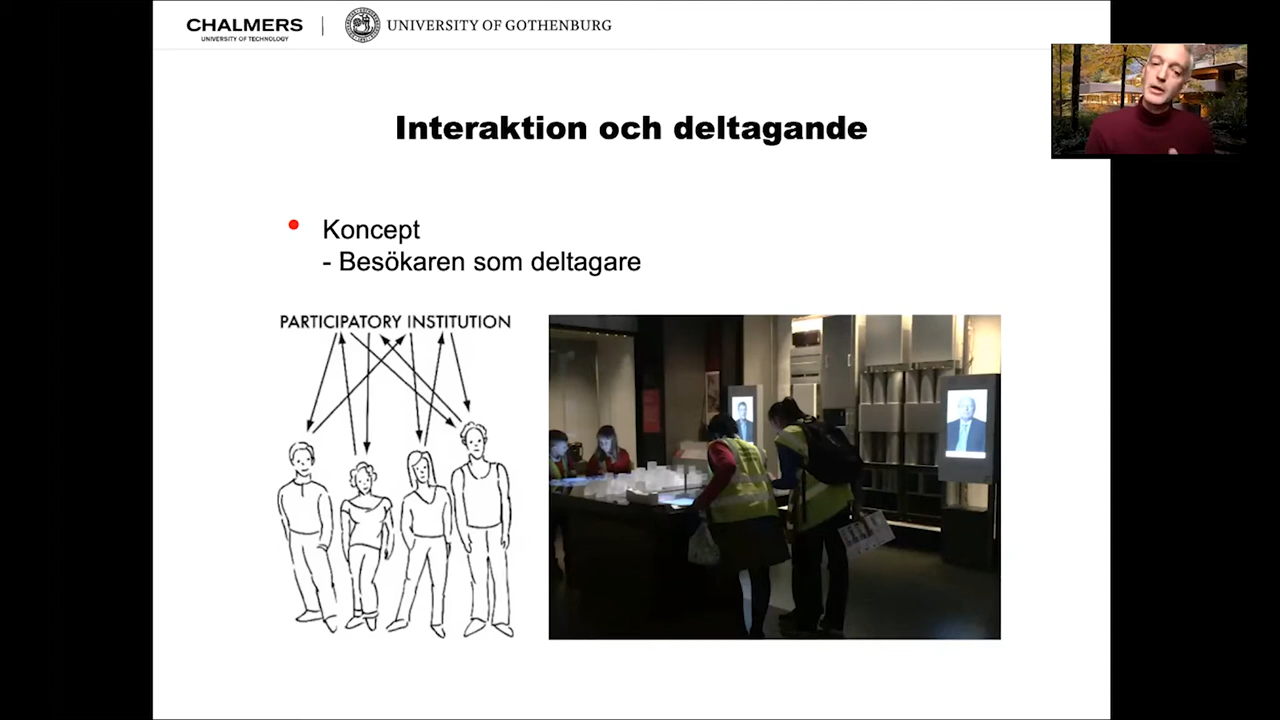 CHALMERS
UNIVERSITY OF TECHNOLOGY
UNIVERSITY OF GOTHENBURG
Interaktion och deltagande
Koncept
- Besökaren som deltagare
PARTICIPATORY INSTITUTION